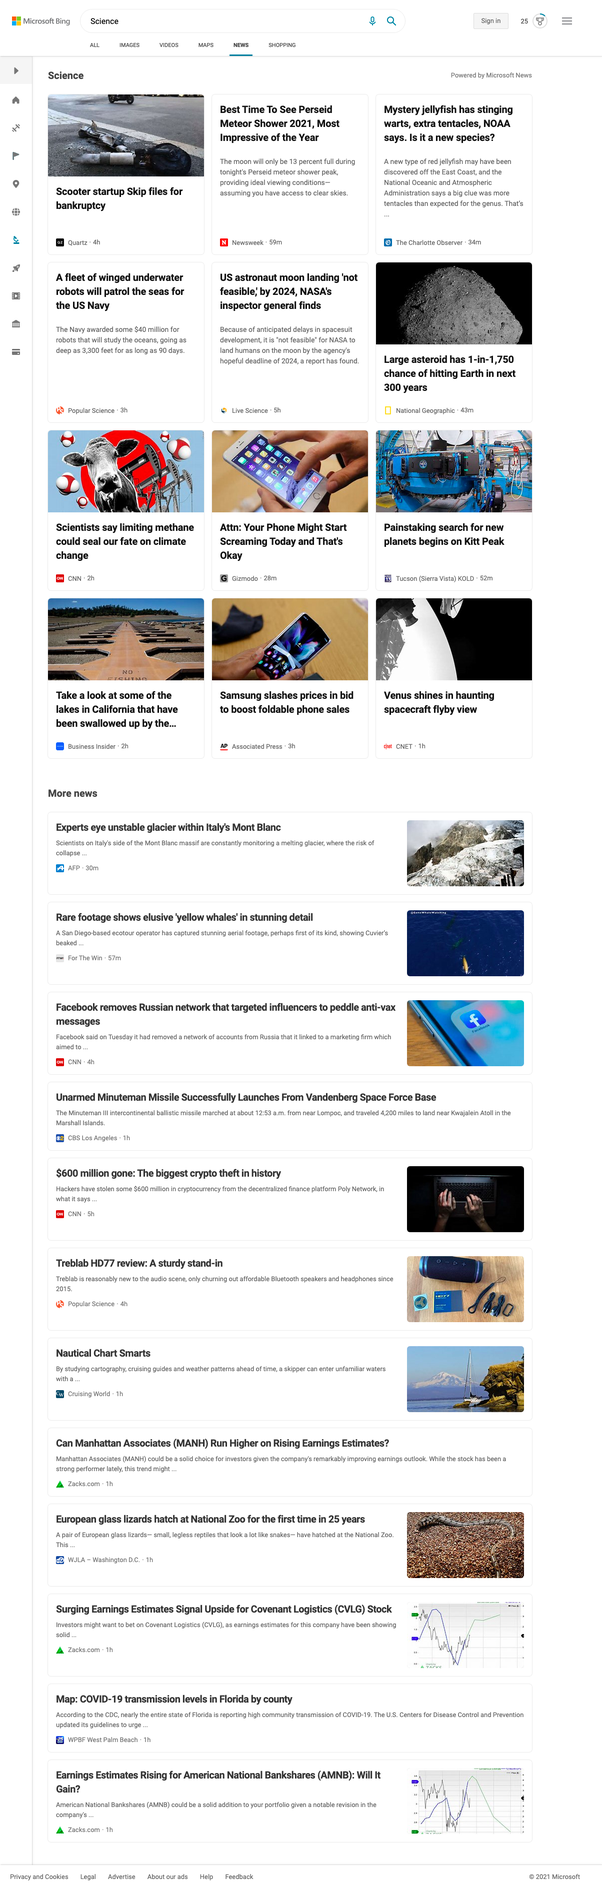 Microsoft Bing
Science
Sign in
25
ALL IMAGES VIDEOS MAPS NEWS SHOPPING
Science
Powered by Microsoft News
Scooter startup Skip files for
bankruptcy
Quartz · 4h
Best Time To See Perseid
Meteor Shower 2021, Most
Impressive of the Year
The moon will only be 13 percent full during
tonight's Perseid meteor shower peak,
providing ideal viewing conditions—
assuming you have access to clear skies.
Newsweek · 59m
Mystery jellyfish has stinging
warts, extra tentacles, NOAA
says. Is it a new species?
A new type of red jellyfish may have been
discovered off the East Coast, and the
National Oceanic and Atmospheric
Administration says a big clue was more
tentacles than expected for the genus. That's
...
The Charlotte Observer · 34m
A fleet of winged underwater
robots will patrol the seas for
the US Navy
The Navy awarded some $40 million for
robots that will study the oceans, going as
deep as 3,300 feet for as long as 90 days.
Popular Science · 3h
US astronaut moon landing 'not
feasible,' by 2024, NASA's
inspector general finds
Because of anticipated delays in spacesuit
development, it is "not feasible" for NASA to
land humans on the moon by the agency's
hopeful deadline of 2024, a report has found.
Live Science · 5h
Large asteroid has 1-in-1,750
chance of hitting Earth in next
300 years
National Geographic · 43m
Scientists say limiting methane
could seal our fate on climate
change
CNN · 2h
Attn: Your Phone Might Start
Screaming Today and That's
Okay
Gizmodo · 28m
Painstaking search for new
planets begins on Kitt Peak
Tucson (Sierra Vista) KOLD · 52m
NO
FISHING
Take a look at some of the
lakes in California that have
been swallowed up by the...
Business Insider · 2h
Samsung slashes prices in bid
to boost foldable phone sales
AP
Associated Press · 3h
Venus shines in haunting
spacecraft flyby view
CNET · 1h
More news
Experts eye unstable glacier within Italy's Mont Blanc
Scientists on Italy's side of the Mont Blanc massif are constantly monitoring a melting glacier, where the risk of
collapse ...
AFP · 30m
Rare footage shows elusive 'yellow whales' in stunning detail
A San Diego-based ecotour operator has captured stunning aerial footage, perhaps first of its kind, showing Cuvier's
beaked ...
For The Win · 57m
Facebook removes Russian network that targeted influencers to peddle anti-vax
messages
Facebook said on Tuesday it had removed a network of accounts from Russia that it linked to a marketing firm which
aimed to ...
CNN · 4h
Unarmed Minuteman Missile Successfully Launches From Vandenberg Space Force Base
The Minuteman III intercontinental ballistic missile marched at about 12:53 a.m. from near Lompoc, and traveled 4,200 miles to land near Kwajalein Atoll in the
Marshall Islands.
CBS Los Angeles · 1h
$600 million gone: The biggest crypto theft in history
Hackers have stolen some $600 million in cryptocurrency from the decentralized finance platform Poly Network, in
what it says ...
CNN · 5h
Treblab HD77 review: A sturdy stand-in
Treblab is reasonably new to the audio scene, only churning out affordable Bluetooth speakers and headphones since
2015.
Popular Science · 4h
Nautical Chart Smarts
By studying cartography, cruising guides and weather patterns ahead of time, a skipper can enter unfamiliar waters
with a ...
Cruising World · 1h
Can Manhattan Associates (MANH) Run Higher on Rising Earnings Estimates?
Manhattan Associates (MANH) could be a solid choice for investors given the company's remarkably improving earnings outlook. While the stock has been a
strong performer lately, this trend might ...
Zacks.com · 1h
European glass lizards hatch at National Zoo for the first time in 25 years
A pair of European glass lizards— small, legless reptiles that look a lot like snakes— have hatched at the National Zoo.
This ...
WJLA – Washington D.C. · 1h
Surging Earnings Estimates Signal Upside for Covenant Logistics (CVLG) Stock
Investors might want to bet on Covenant Logistics (CVLG), as earnings estimates for this company have been showing
solid ...
Zacks.com · 1h
Map: COVID-19 transmission levels in Florida by county
According to the CDC, nearly the entire state of Florida is reporting high community transmission of COVID-19. The U.S. Centers for Disease Control and Prevention
updated its guidelines to urge ...
WPBF West Palm Beach · 1h
Earnings Estimates Rising for American National Bankshares (AMNB): Will It
Gain?
American National Bankshares (AMNB) could be a solid addition to your portfolio given a notable revision in the
company's ...
Zacks.com · 1h
Privacy and Cookies Legal Advertise About our ads Help Feedback
© 2021 Microsoft